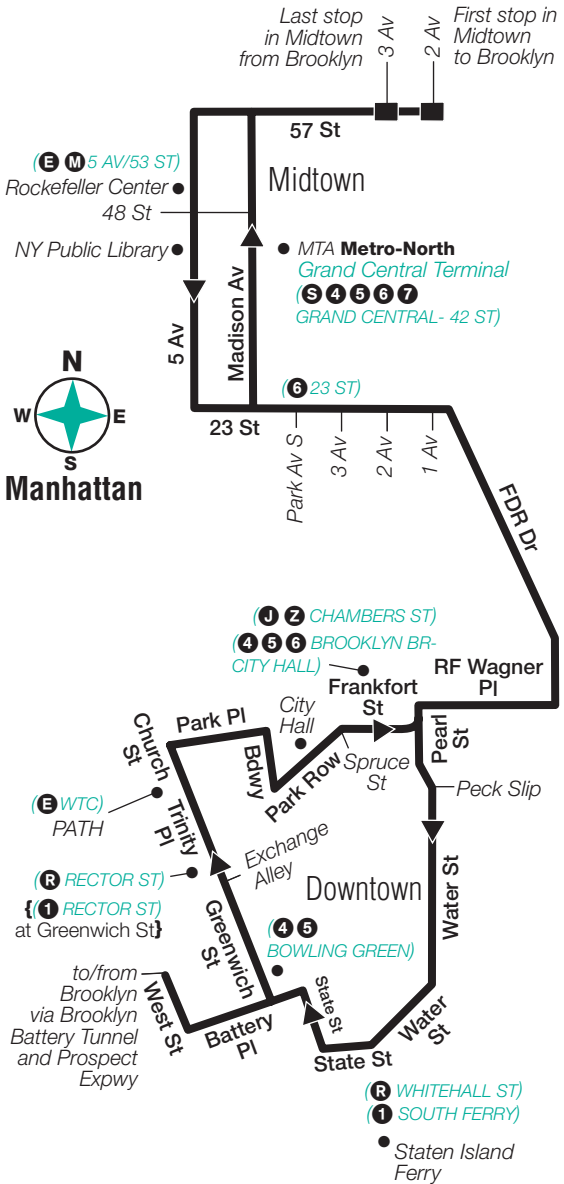 Last stop
in Midtown
from Brooklyn
3 Av
2 Av
First stop in
Midtown
to Brooklyn
57 St
(E M 5 AV/53 ST)
Rockefeller Center
48 St
Midtown
NY Public Library
MTA Metro-North
Grand Central Terminal
(S 4 5 6 7
GRAND CENTRAL- 42 ST)
5 Av
Madison Av
N
W
E
S
Manhattan
(6 23 ST)
23 St
Park Av S
3 Av
2 Av
1 Av
FDR Dr
(J Z CHAMBERS ST)
(4 5 6 BROOKLYN BR-
CITY HALL)
RF Wagner
Pl
Frankfort
St
City
Hall
Park Pl
Church
St
Bdwy
Park Row
Spruce
St
Pearl
St
Peck Slip
(E WTC)
PATH
Trinity
Pl
Exchange
Alley
(R RECTOR ST)
{(1 RECTOR ST)
at Greenwich St}
Downtown
Water St
Greenwich
St
(4 5
BOWLING GREEN)
to/from
Brooklyn
via Brooklyn
Battery Tunnel
and Prospect
Expwy
West St
Battery
Pl
State St
State St
Water
St
(R WHITEHALL ST)
(1 SOUTH FERRY)
Staten Island
Ferry